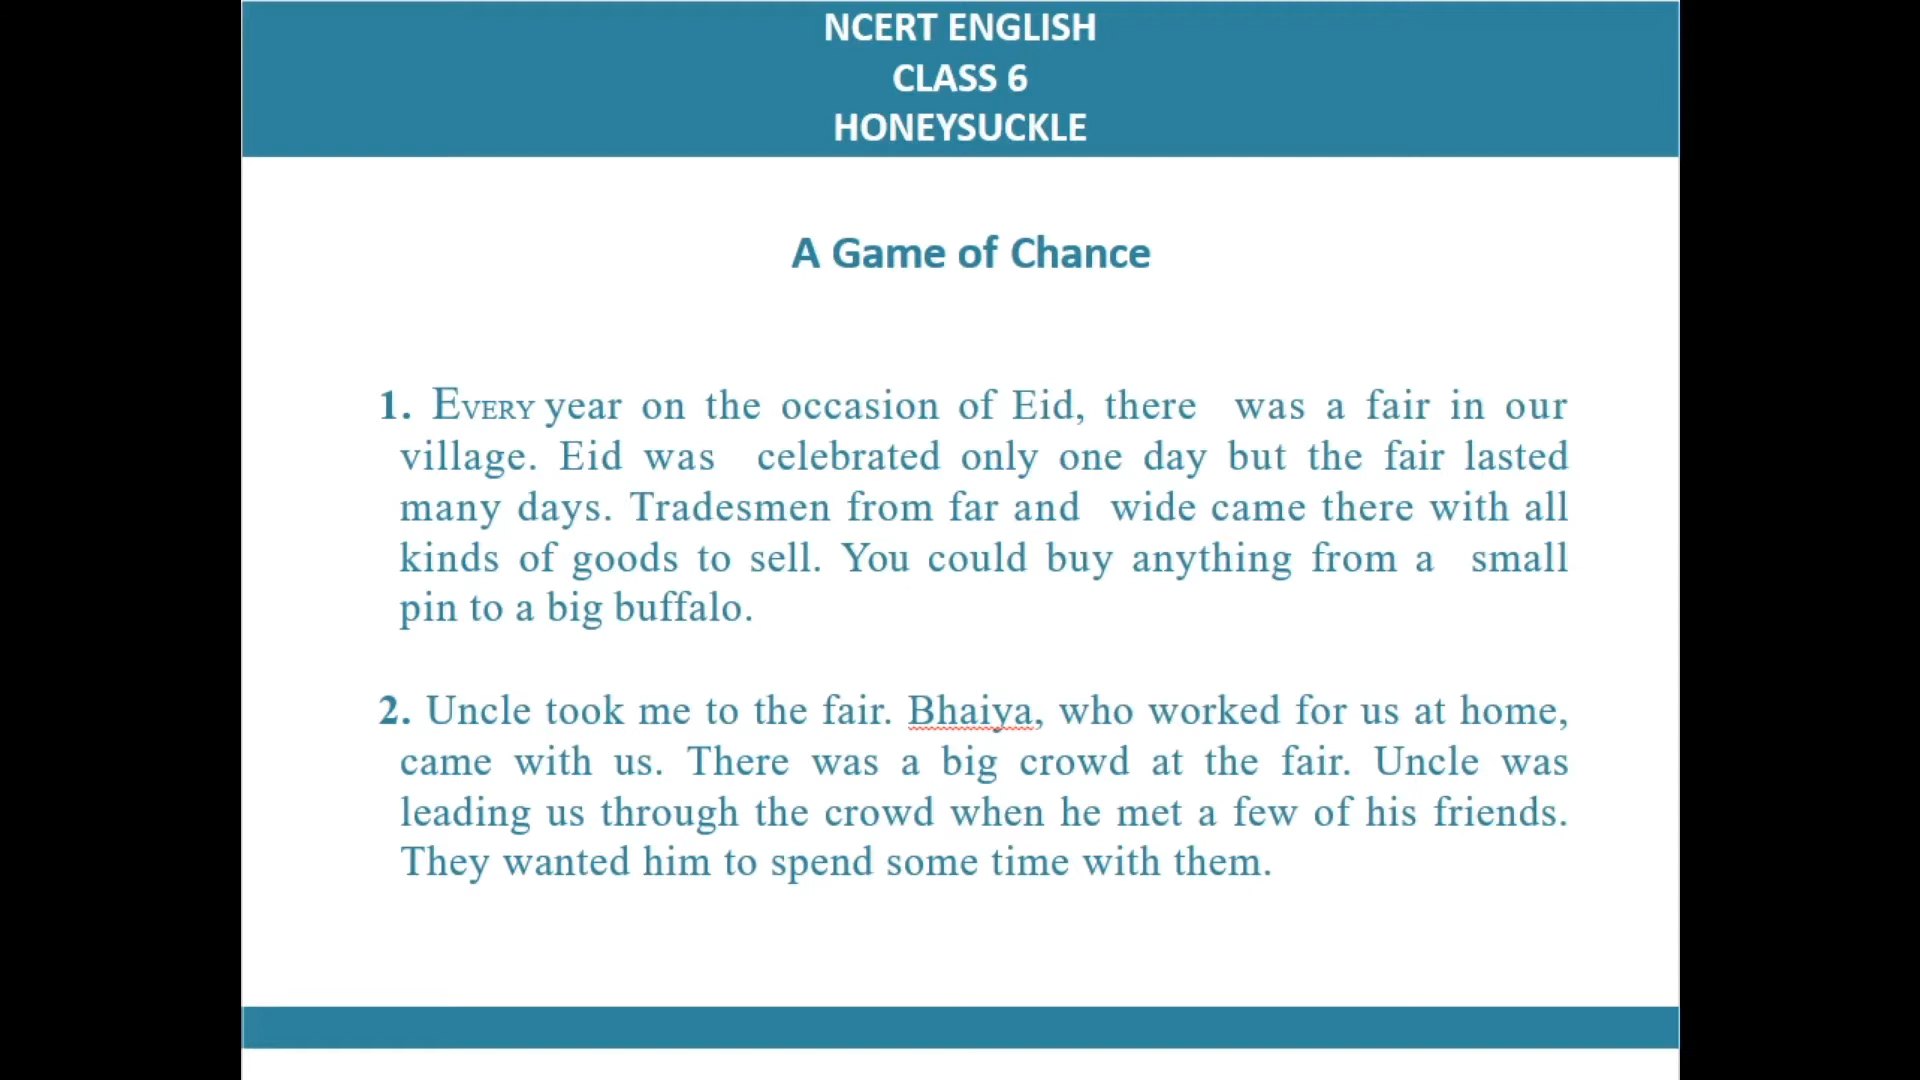 NCERT ENGLISH
CLASS 6
HONEYSUCKLE
A Game of Chance
1. EVERY year on the occasion of Eid, there was a fair in our
village. Eid was celebrated only one day but the fair lasted
many days. Tradesmen from far and wide came there with all
kinds of goods to sell. You could buy anything from a small
pin to a big buffalo.
2. Uncle took me to the fair. Bhaiya, who worked for us at home,
came with us. There was a big crowd at the fair. Uncle was
leading us through the crowd when he met a few of his friends.
They wanted him to spend some time with them.